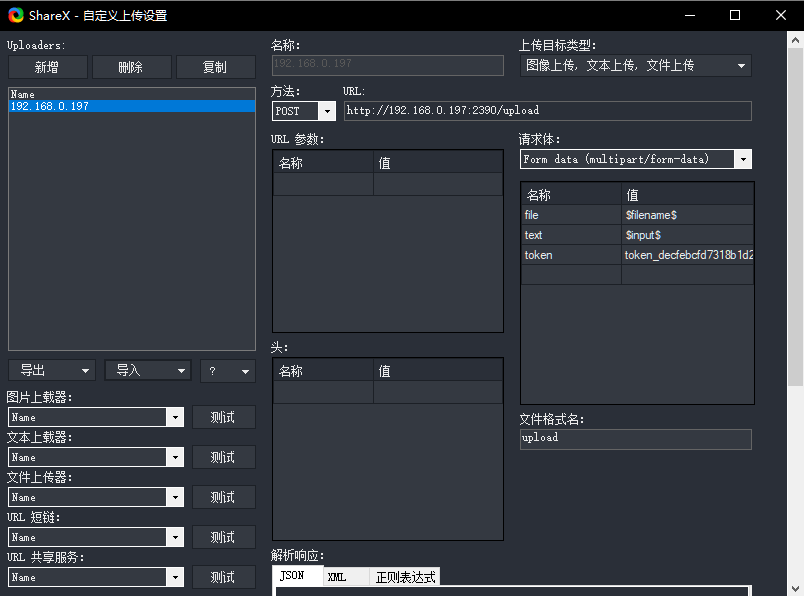 ShareX - 自定义上传设置
Uploaders:
新增 删除 复制
Name
192.168.0.197
导出 导入 ?
图片上载器:
Name 测试
文本上载器:
Name 测试
文件上传器:
Name 测试
URL 短链:
Name 测试
URL 共享服务:
Name 测试
名称:
192.168.0.197
方法: URL:
POST http://192.168.0.197:2390/upload
URL 参数:
名称 值
头:
名称 值
解析响应:
JSON XML 正则表达式
上传目标类型:
图像上传, 文本上传, 文件上传
请求体:
Form data (multipart/form-data)
名称 值
file $filename$
text $input$
token token_decfebcfd7318b1d2
文件格式名:
upload